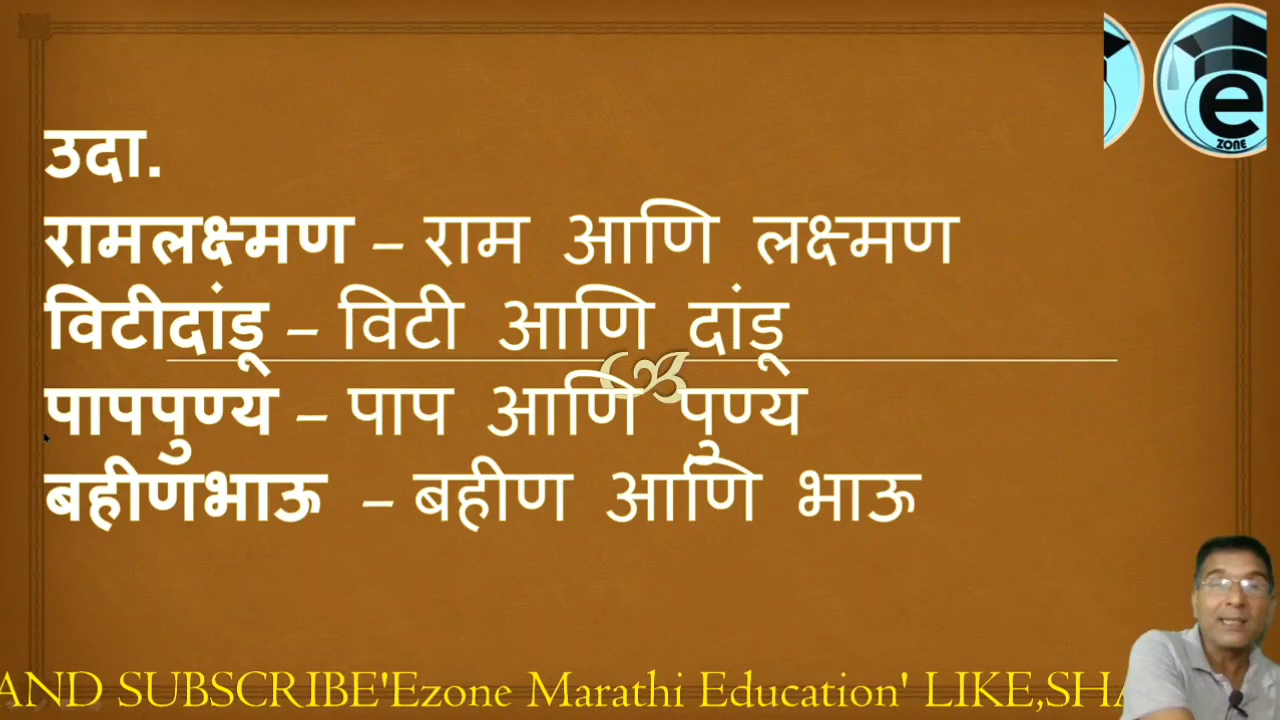 e
ZONE
उदा.
रामलक्ष्मण – राम आणि लक्ष्मण
विटीदांडू – विटी आणि दांडू
पापपुण्य – पाप आणि पुण्य
बहीणभाऊ – बहीण आणि भाऊ
AND SUBSCRIBE'Ezone Marathi Education' LIKE,SHA